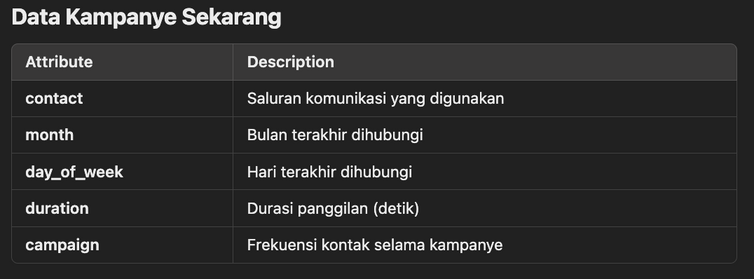 Data Kampanye Sekarang
Attribute Description
contact Saluran komunikasi yang digunakan
month Bulan terakhir dihubungi
day_of_week Hari terakhir dihubungi
duration Durasi panggilan (detik)
campaign Frekuensi kontak selama kampanye